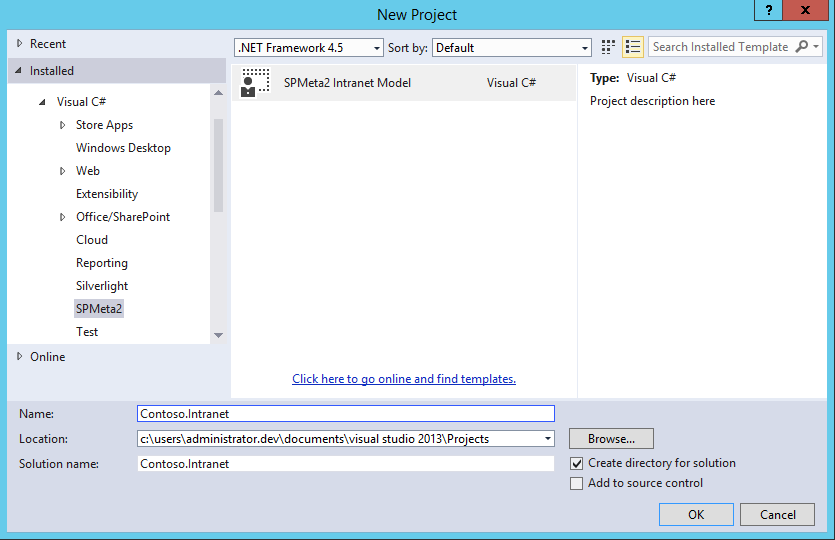 New Project
?
x
Recent
.NET Framework 4.5
Sort by:
Default
Search Installed Template
Installed
Visual C#
Store Apps
Windows Desktop
Web
Extensibility
Office/SharePoint
Cloud
Reporting
Silverlight
SPMeta2
Test
Online
SPMeta2 Intranet Model
Visual C#
Type: Visual C#
Project description here
Click here to go online and find templates.
Name:
Contoso.Intranet
Location:
c:\users\administrator.dev\documents\visual studio 2013\Projects
Browse...
Solution name:
Contoso.Intranet
Create directory for solution
Add to source control
OK
Cancel